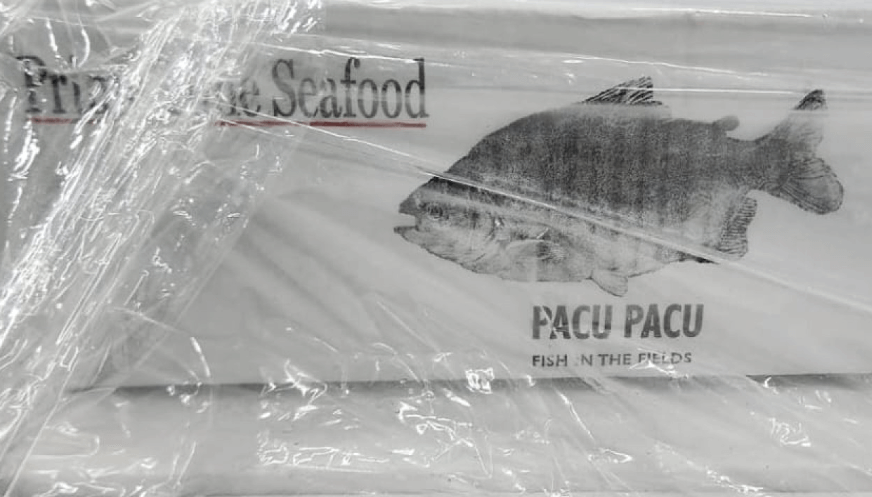 Seafood
PACU PACU
FISH IN THE FIELDS